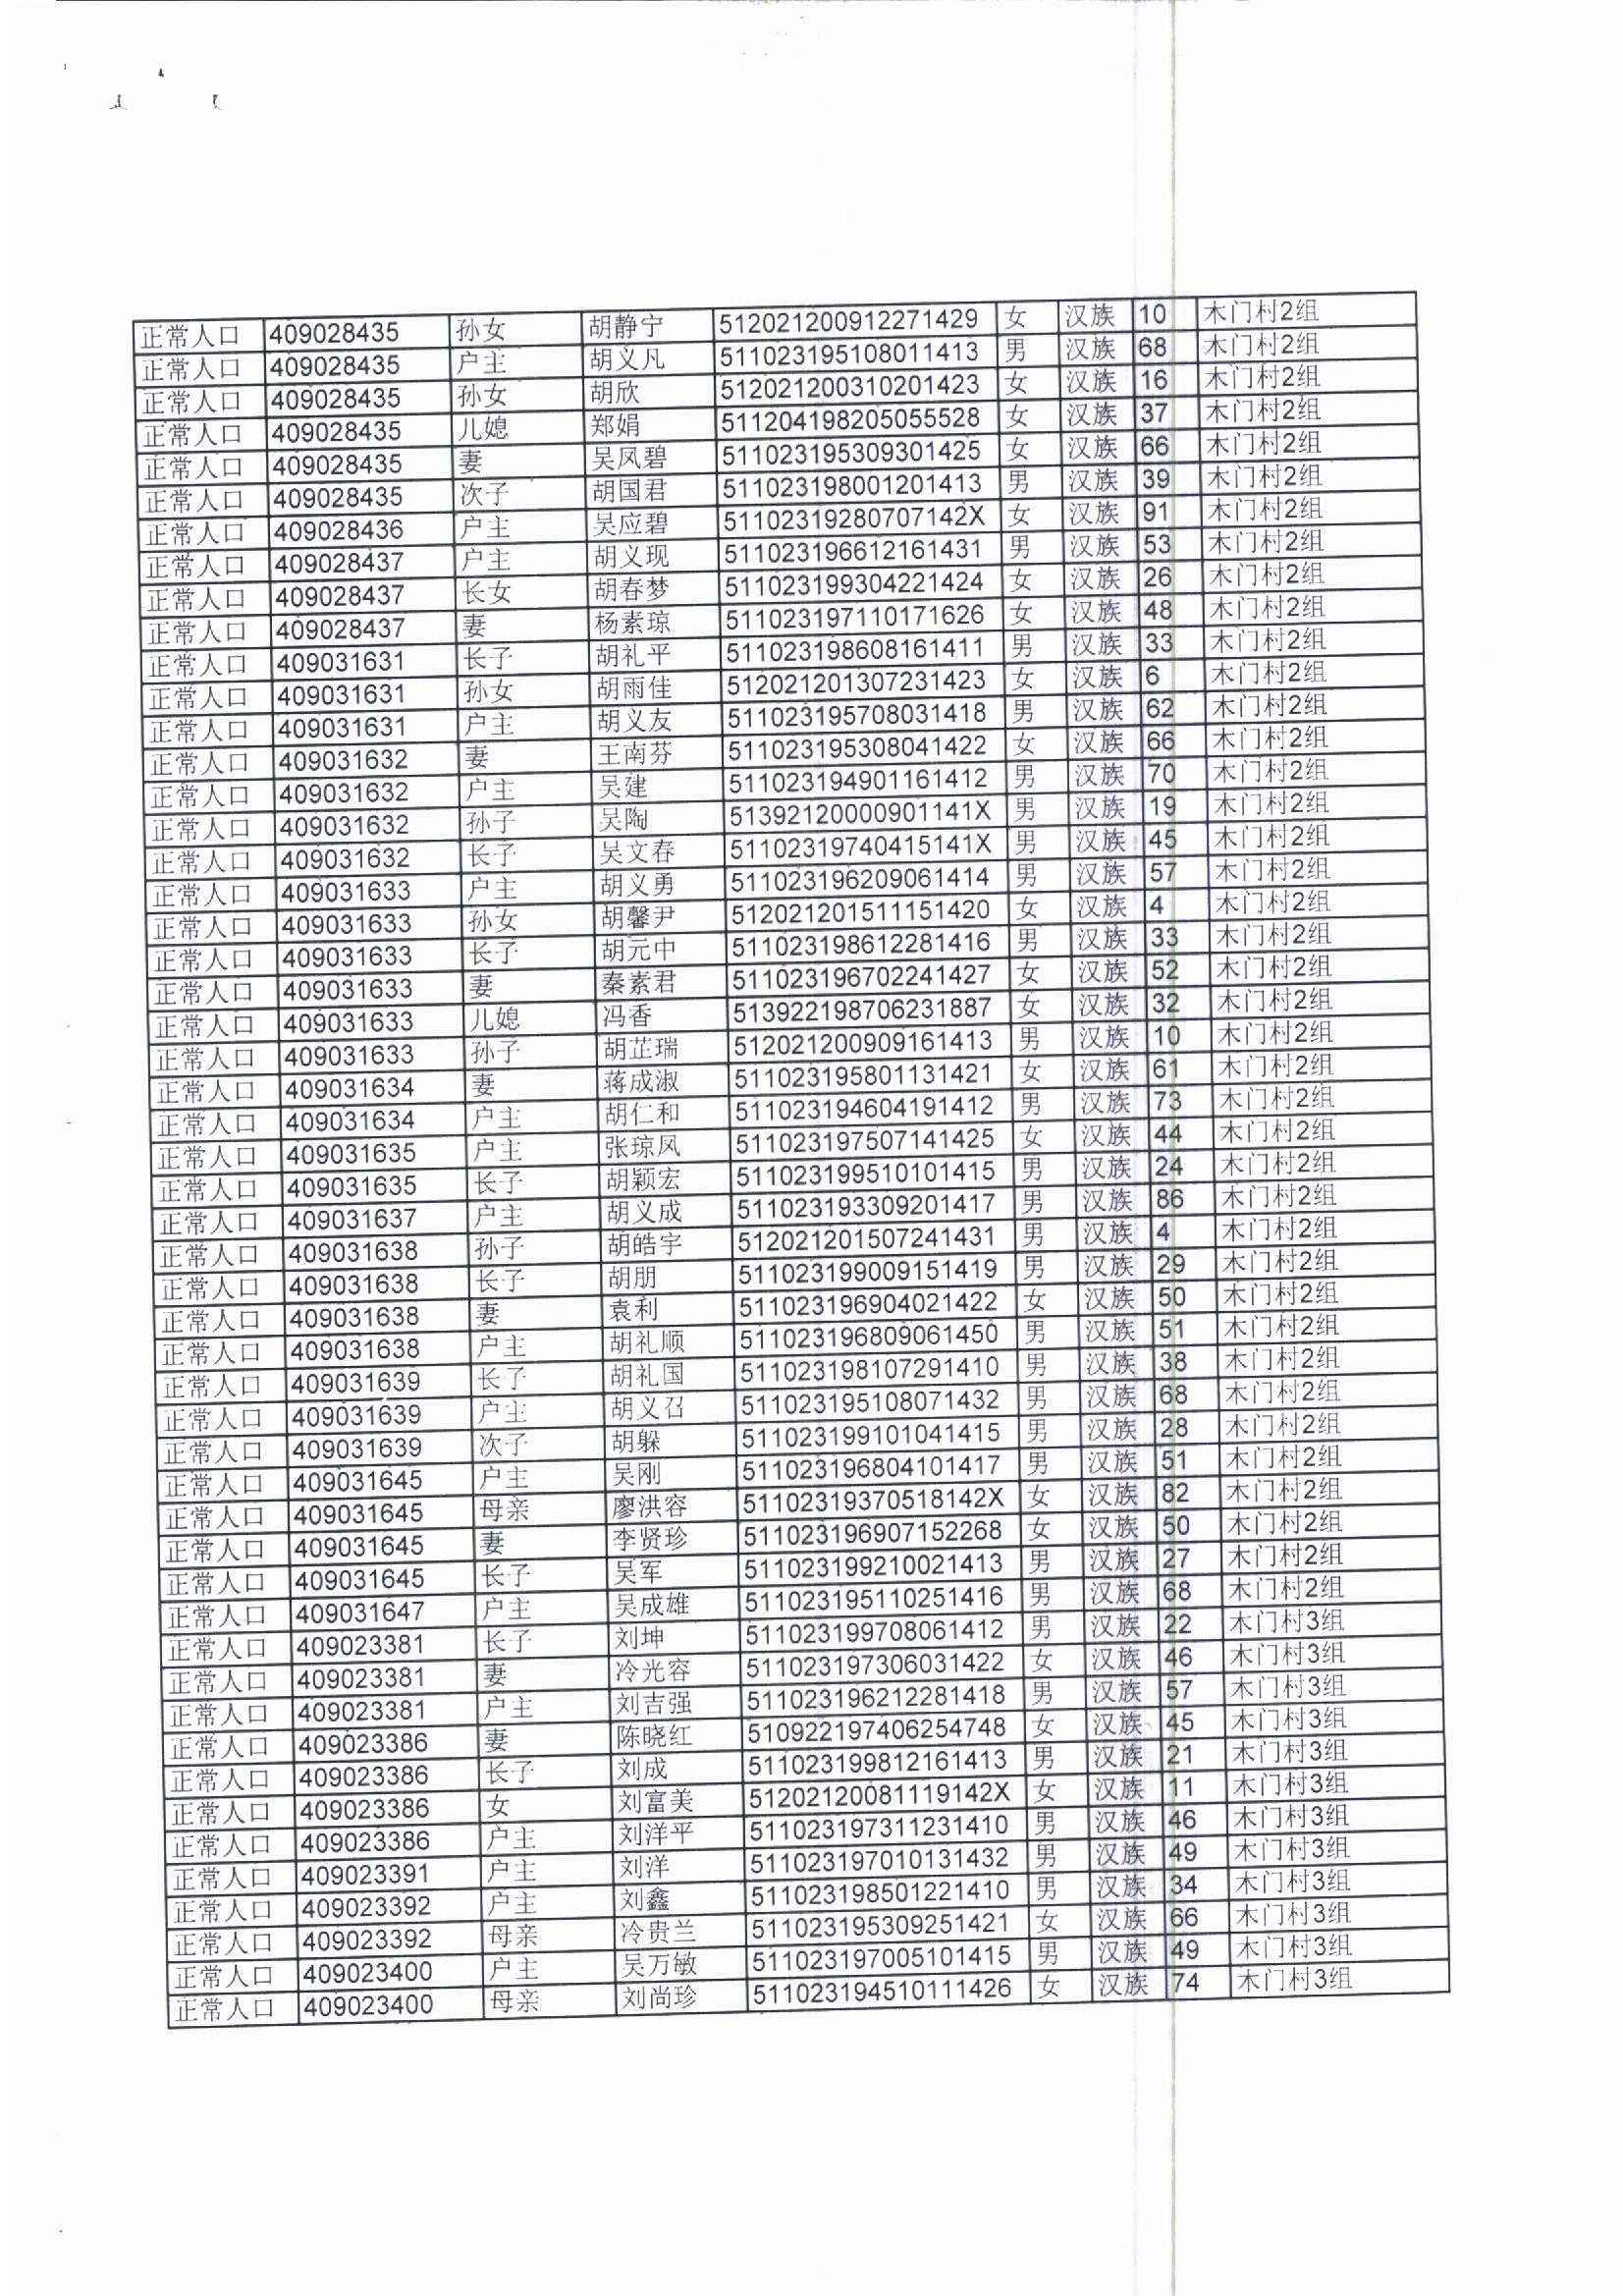 正常人口 409028435 孙女 胡静宁 512021200912271429 女 汉族 10 木门村2组
正常人口 409028435 户主 胡义凡 511023195108011413 男 汉族 68 木门村2组
正常人口 409028435 孙女 胡欣 512021200310201423 女 汉族 16 木门村2组
正常人口 409028435 儿媳 郑娟 511204198205055528 女 汉族 37 木门村2组
正常人口 409028435 妻 吴凤碧 511023195309301425 女 汉族 66 木门村2组
正常人口 409028435 次子 胡国君 511023198001201413 男 汉族 39 木门村2组
正常人口 409028436 户主 吴应碧 51102319280707142X 女 汉族 91 木门村2组
正常人口 409028437 户主 胡义现 511023196612161431 男 汉族 53 木门村2组
正常人口 409028437 长女 胡春梦 511023199304221424 女 汉族 26 木门村2组
正常人口 409028437 妻 杨素琼 511023197110171626 女 汉族 48 木门村2组
正常人口 409031631 长子 胡礼平 511023198608161411 男 汉族 33 木门村2组
正常人口 409031631 孙女 胡雨佳 512021201307231423 女 汉族 6 木门村2组
正常人口 409031631 户主 胡义友 511023195708031418 男 汉族 62 木门村2组
正常人口 409031632 妻 王南芬 511023195308041422 女 汉族 66 木门村2组
正常人口 409031632 户主 吴建 511023194901161412 男 汉族 70 木门村2组
正常人口 409031632 孙子 吴陶 51392120000901141X 男 汉族 19 木门村2组
正常人口 409031632 长子 吴文春 51102319740415141X 男 汉族 45 木门村2组
正常人口 409031633 户主 胡义勇 511023196209061414 男 汉族 57 木门村2组
正常人口 409031633 孙女 胡馨尹 512021201511151420 女 汉族 4 木门村2组
正常人口 409031633 长子 胡元中 511023198612281416 男 汉族 33 木门村2组
正常人口 409031633 妻 秦素君 511023196702241427 女 汉族 52 木门村2组
正常人口 409031633 儿媳 冯香 513922198706231887 女 汉族 32 木门村2组
正常人口 409031633 孙子 胡芷瑞 512021200909161413 男 汉族 10 木门村2组
正常人口 409031634 妻 蒋成淑 511023195801131421 女 汉族 61 木门村2组
正常人口 409031634 户主 胡仁和 511023194604191412 男 汉族 73 木门村2组
正常人口 409031635 户主 张琼凤 511023197507141425 女 汉族 44 木门村2组
正常人口 409031635 长子 胡颖宏 511023199510101415 男 汉族 24 木门村2组
正常人口 409031637 户主 胡义成 511023193309201417 男 汉族 86 木门村2组
正常人口 409031638 孙子 胡皓宇 512021201507241431 男 汉族 4 木门村2组
正常人口 409031638 长子 胡朋 511023199009151419 男 汉族 29 木门村2组
正常人口 409031638 妻 袁利 511023196904021422 女 汉族 50 木门村2组
正常人口 409031638 户主 胡礼顺 511023196809061450 男 汉族 51 木门村2组
正常人口 409031639 长子 胡礼国 511023198107291410 男 汉族 38 木门村2组
正常人口 409031639 户主 胡义召 511023195108071432 男 汉族 68 木门村2组
正常人口 409031639 次子 胡躲 511023199101041415 男 汉族 28 木门村2组
正常人口 409031645 户主 吴刚 511023196804101417 男 汉族 51 木门村2组
正常人口 409031645 母亲 廖洪容 51102319370518142X 女 汉族 82 木门村2组
正常人口 409031645 妻 李贤珍 511023196907152268 女 汉族 50 木门村2组
正常人口 409031645 长子 吴军 511023199210021413 男 汉族 27 木门村2组
正常人口 409031647 户主 吴成雄 511023195110251416 男 汉族 68 木门村2组
正常人口 409023381 长子 刘坤 511023199708061412 男 汉族 22 木门村3组
正常人口 409023381 妻 冷光容 511023197306031422 女 汉族 46 木门村3组
正常人口 409023381 户主 刘吉强 511023196212281418 男 汉族 57 木门村3组
正常人口 409023386 妻 陈晓红 510922197406254748 女 汉族 45 木门村3组
正常人口 409023386 长子 刘成 511023199812161413 男 汉族 21 木门村3组
正常人口 409023386 女 刘富美 51202120081119142X 女 汉族 11 木门村3组
正常人口 409023386 户主 刘洋平 511023197311231410 男 汉族 46 木门村3组
正常人口 409023391 户主 刘洋 511023197010131432 男 汉族 49 木门村3组
正常人口 409023392 户主 刘鑫 511023198501221410 男 汉族 34 木门村3组
正常人口 409023392 母亲 冷贵兰 511023195309251421 女 汉族 66 木门村3组
正常人口 409023400 户主 吴万敏 511023197005101415 男 汉族 49 木门村3组
正常人口 409023400 母亲 刘尚珍 511023194510111426 女 汉族 74 木门村3组